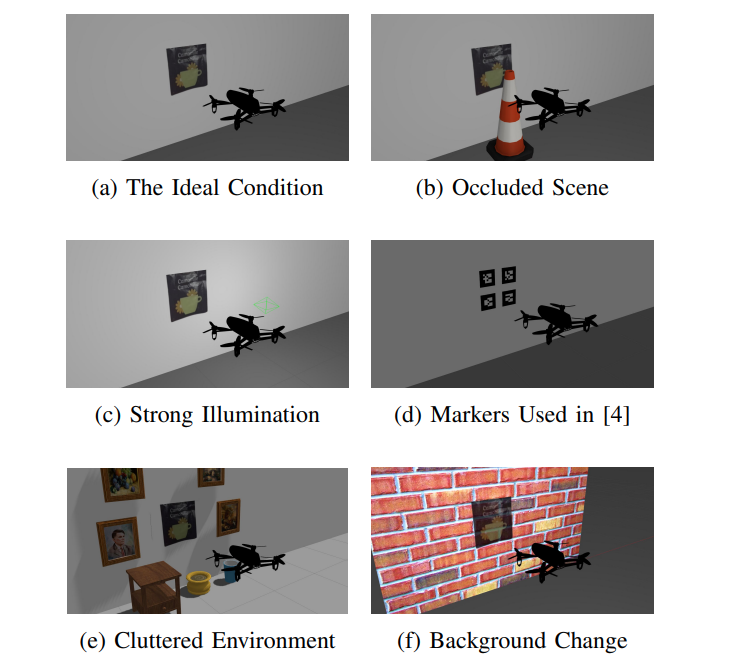 (a) The Ideal Condition
(b) Occluded Scene
(c) Strong Illumination
(d) Markers Used in [4]
(e) Cluttered Environment
(f) Background Change